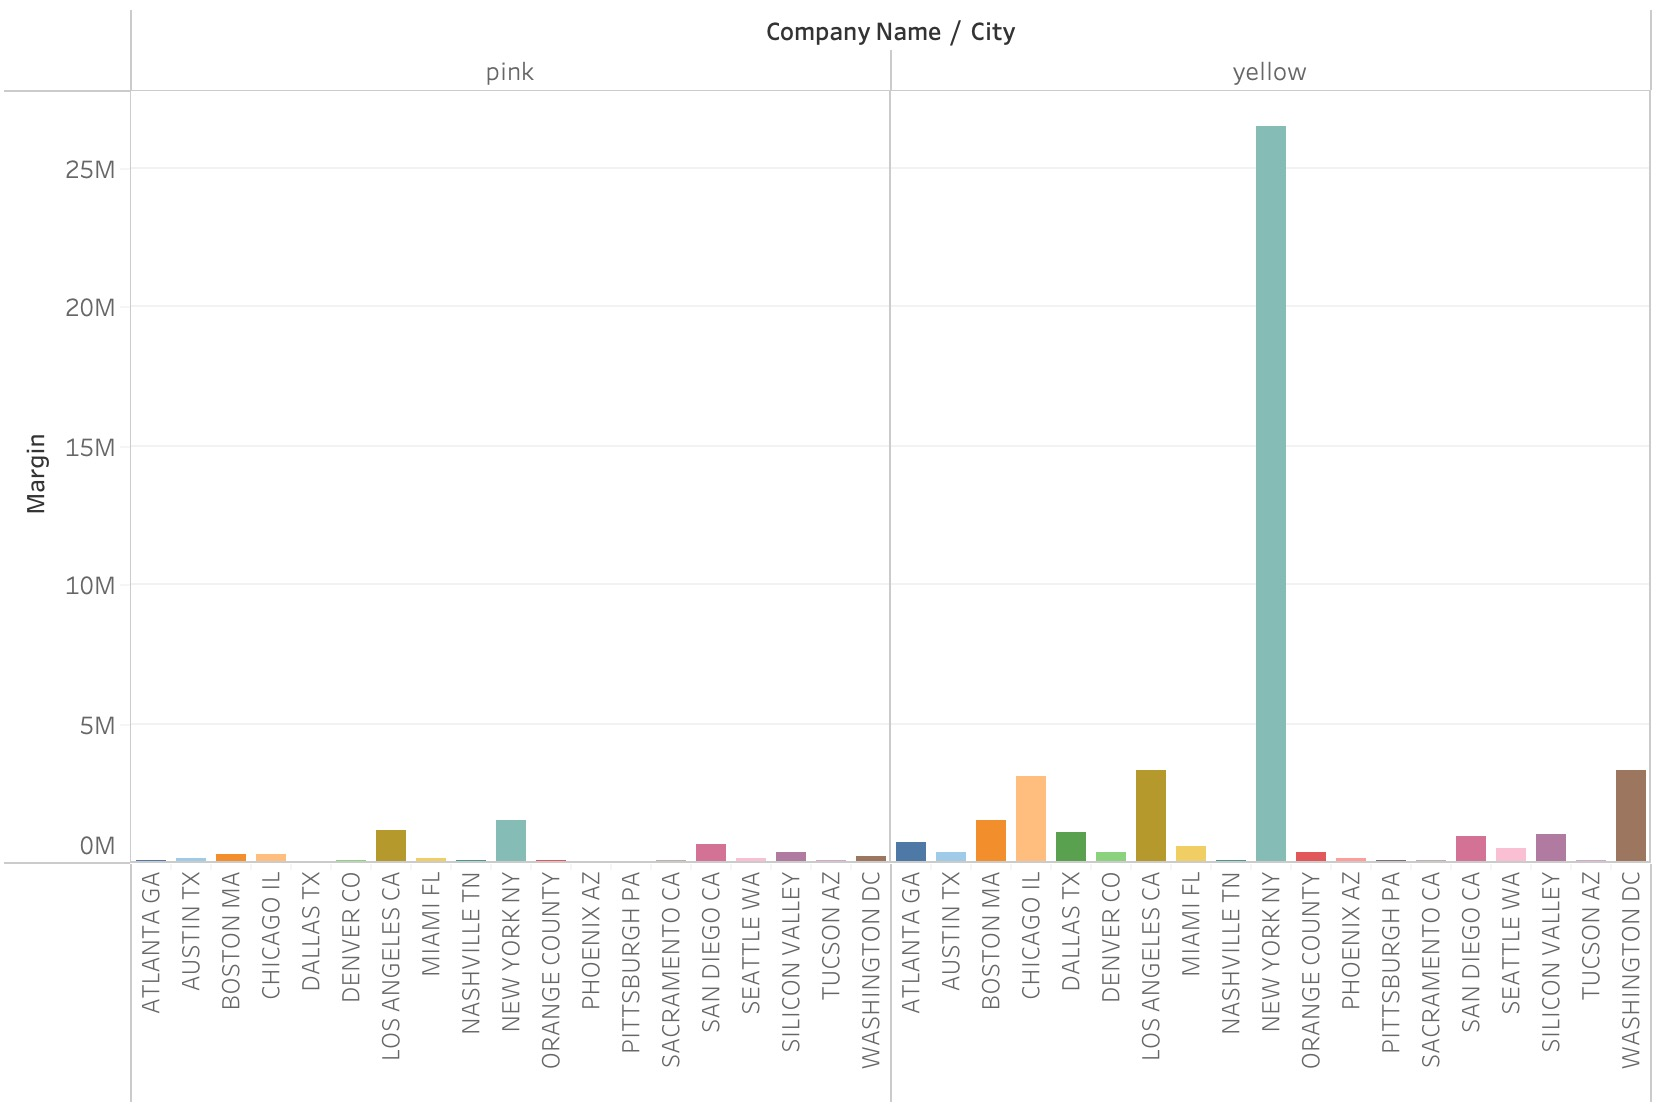 Company Name / City
pink
yellow
Margin
25M
20M
15M
10M
5M
0M
ATLANTA GA
AUSTIN TX
BOSTON MA
CHICAGO IL
DALLAS TX
DENVER CO
LOS ANGELES CA
MIAMI FL
NASHVILLE TN
NEW YORK NY
ORANGE COUNTY
PHOENIX AZ
PITTSBURGH PA
SACRAMENTO CA
SAN DIEGO CA
SEATTLE WA
SILICON VALLEY
TUCSON AZ
WASHINGTON DC
ATLANTA GA
AUSTIN TX
BOSTON MA
CHICAGO IL
DALLAS TX
DENVER CO
LOS ANGELES CA
MIAMI FL
NASHVILLE TN
NEW YORK NY
ORANGE COUNTY
PHOENIX AZ
PITTSBURGH PA
SACRAMENTO CA
SAN DIEGO CA
SEATTLE WA
SILICON VALLEY
TUCSON AZ
WASHINGTON DC